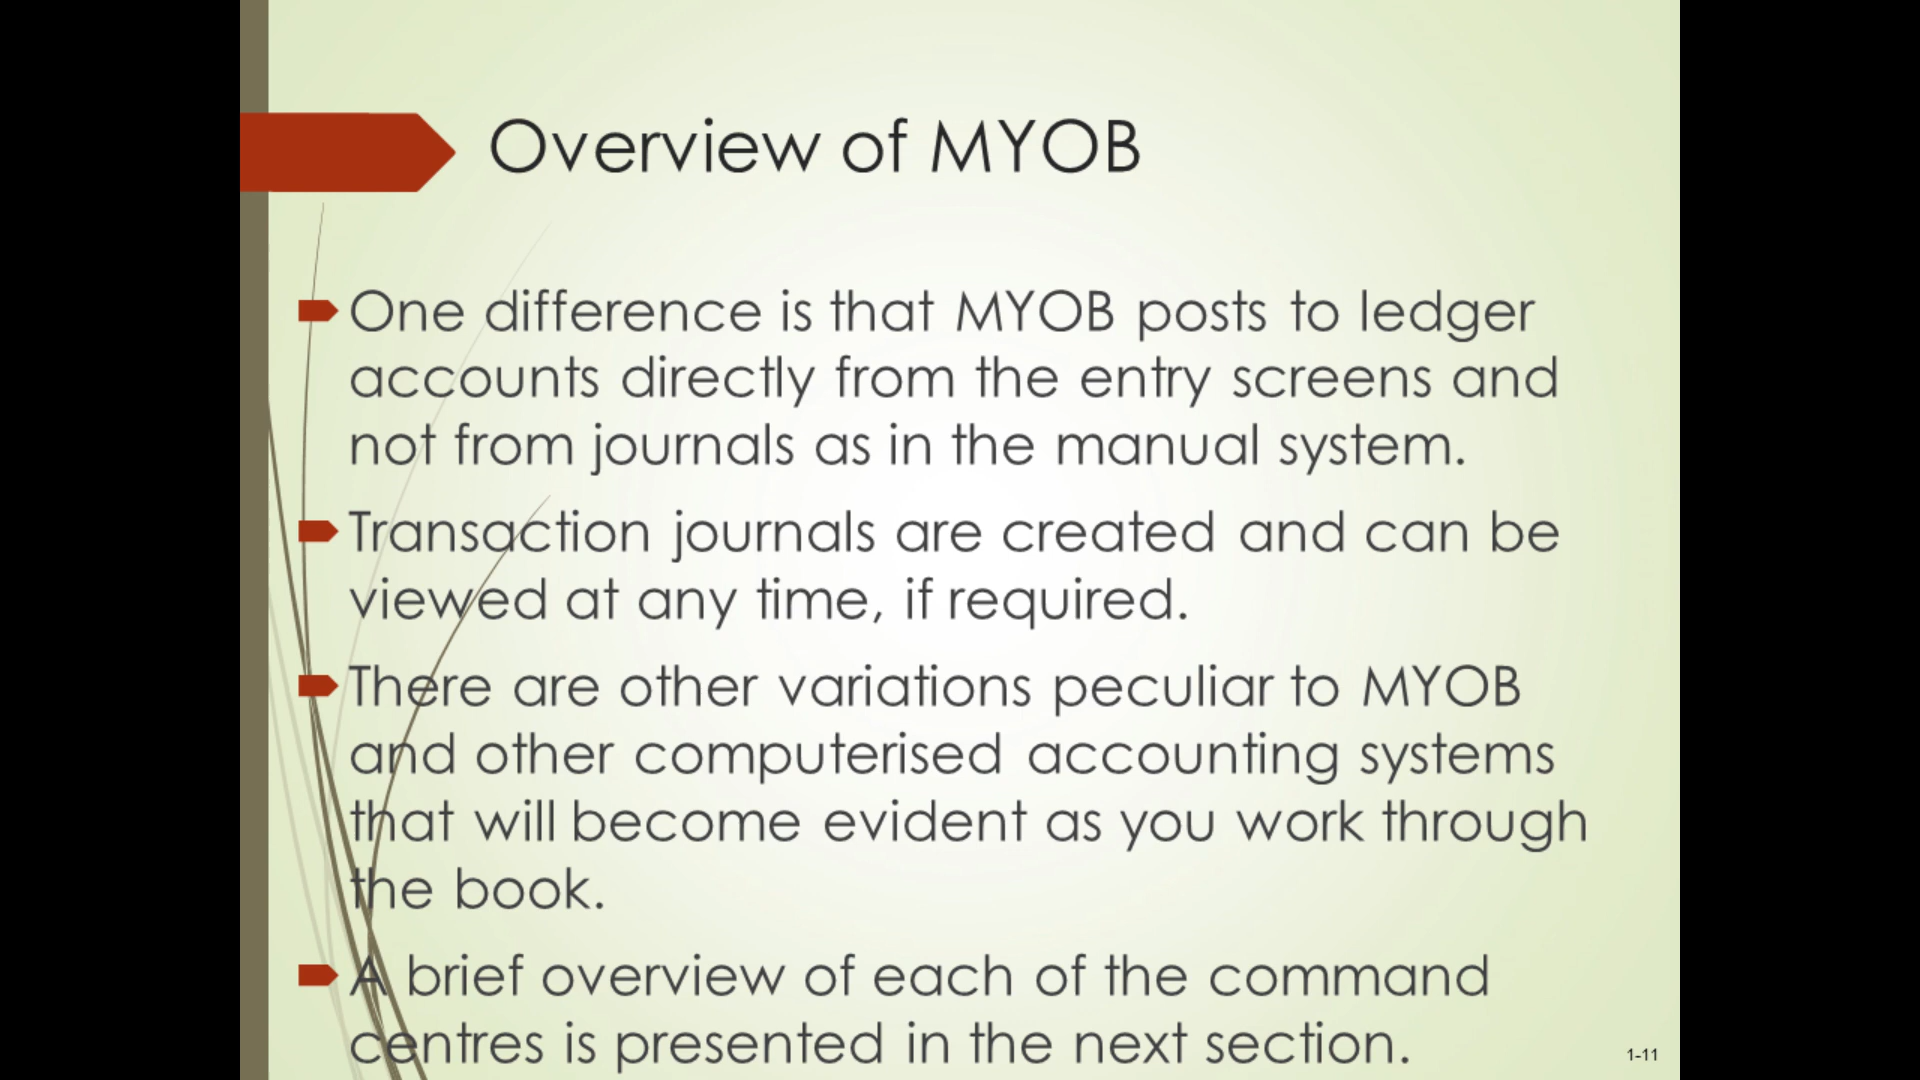 Overview of MYOB
One difference is that MYOB posts to ledger
accounts directly from the entry screens and
not from journals as in the manual system.
Transaction journals are created and can be
viewed at any time, if required.
There are other variations peculiar to MYOB
and other computerised accounting systems
that will become evident as you work through
the book.
A brief overview of each of the command
centres is presented in the next section.
1-11